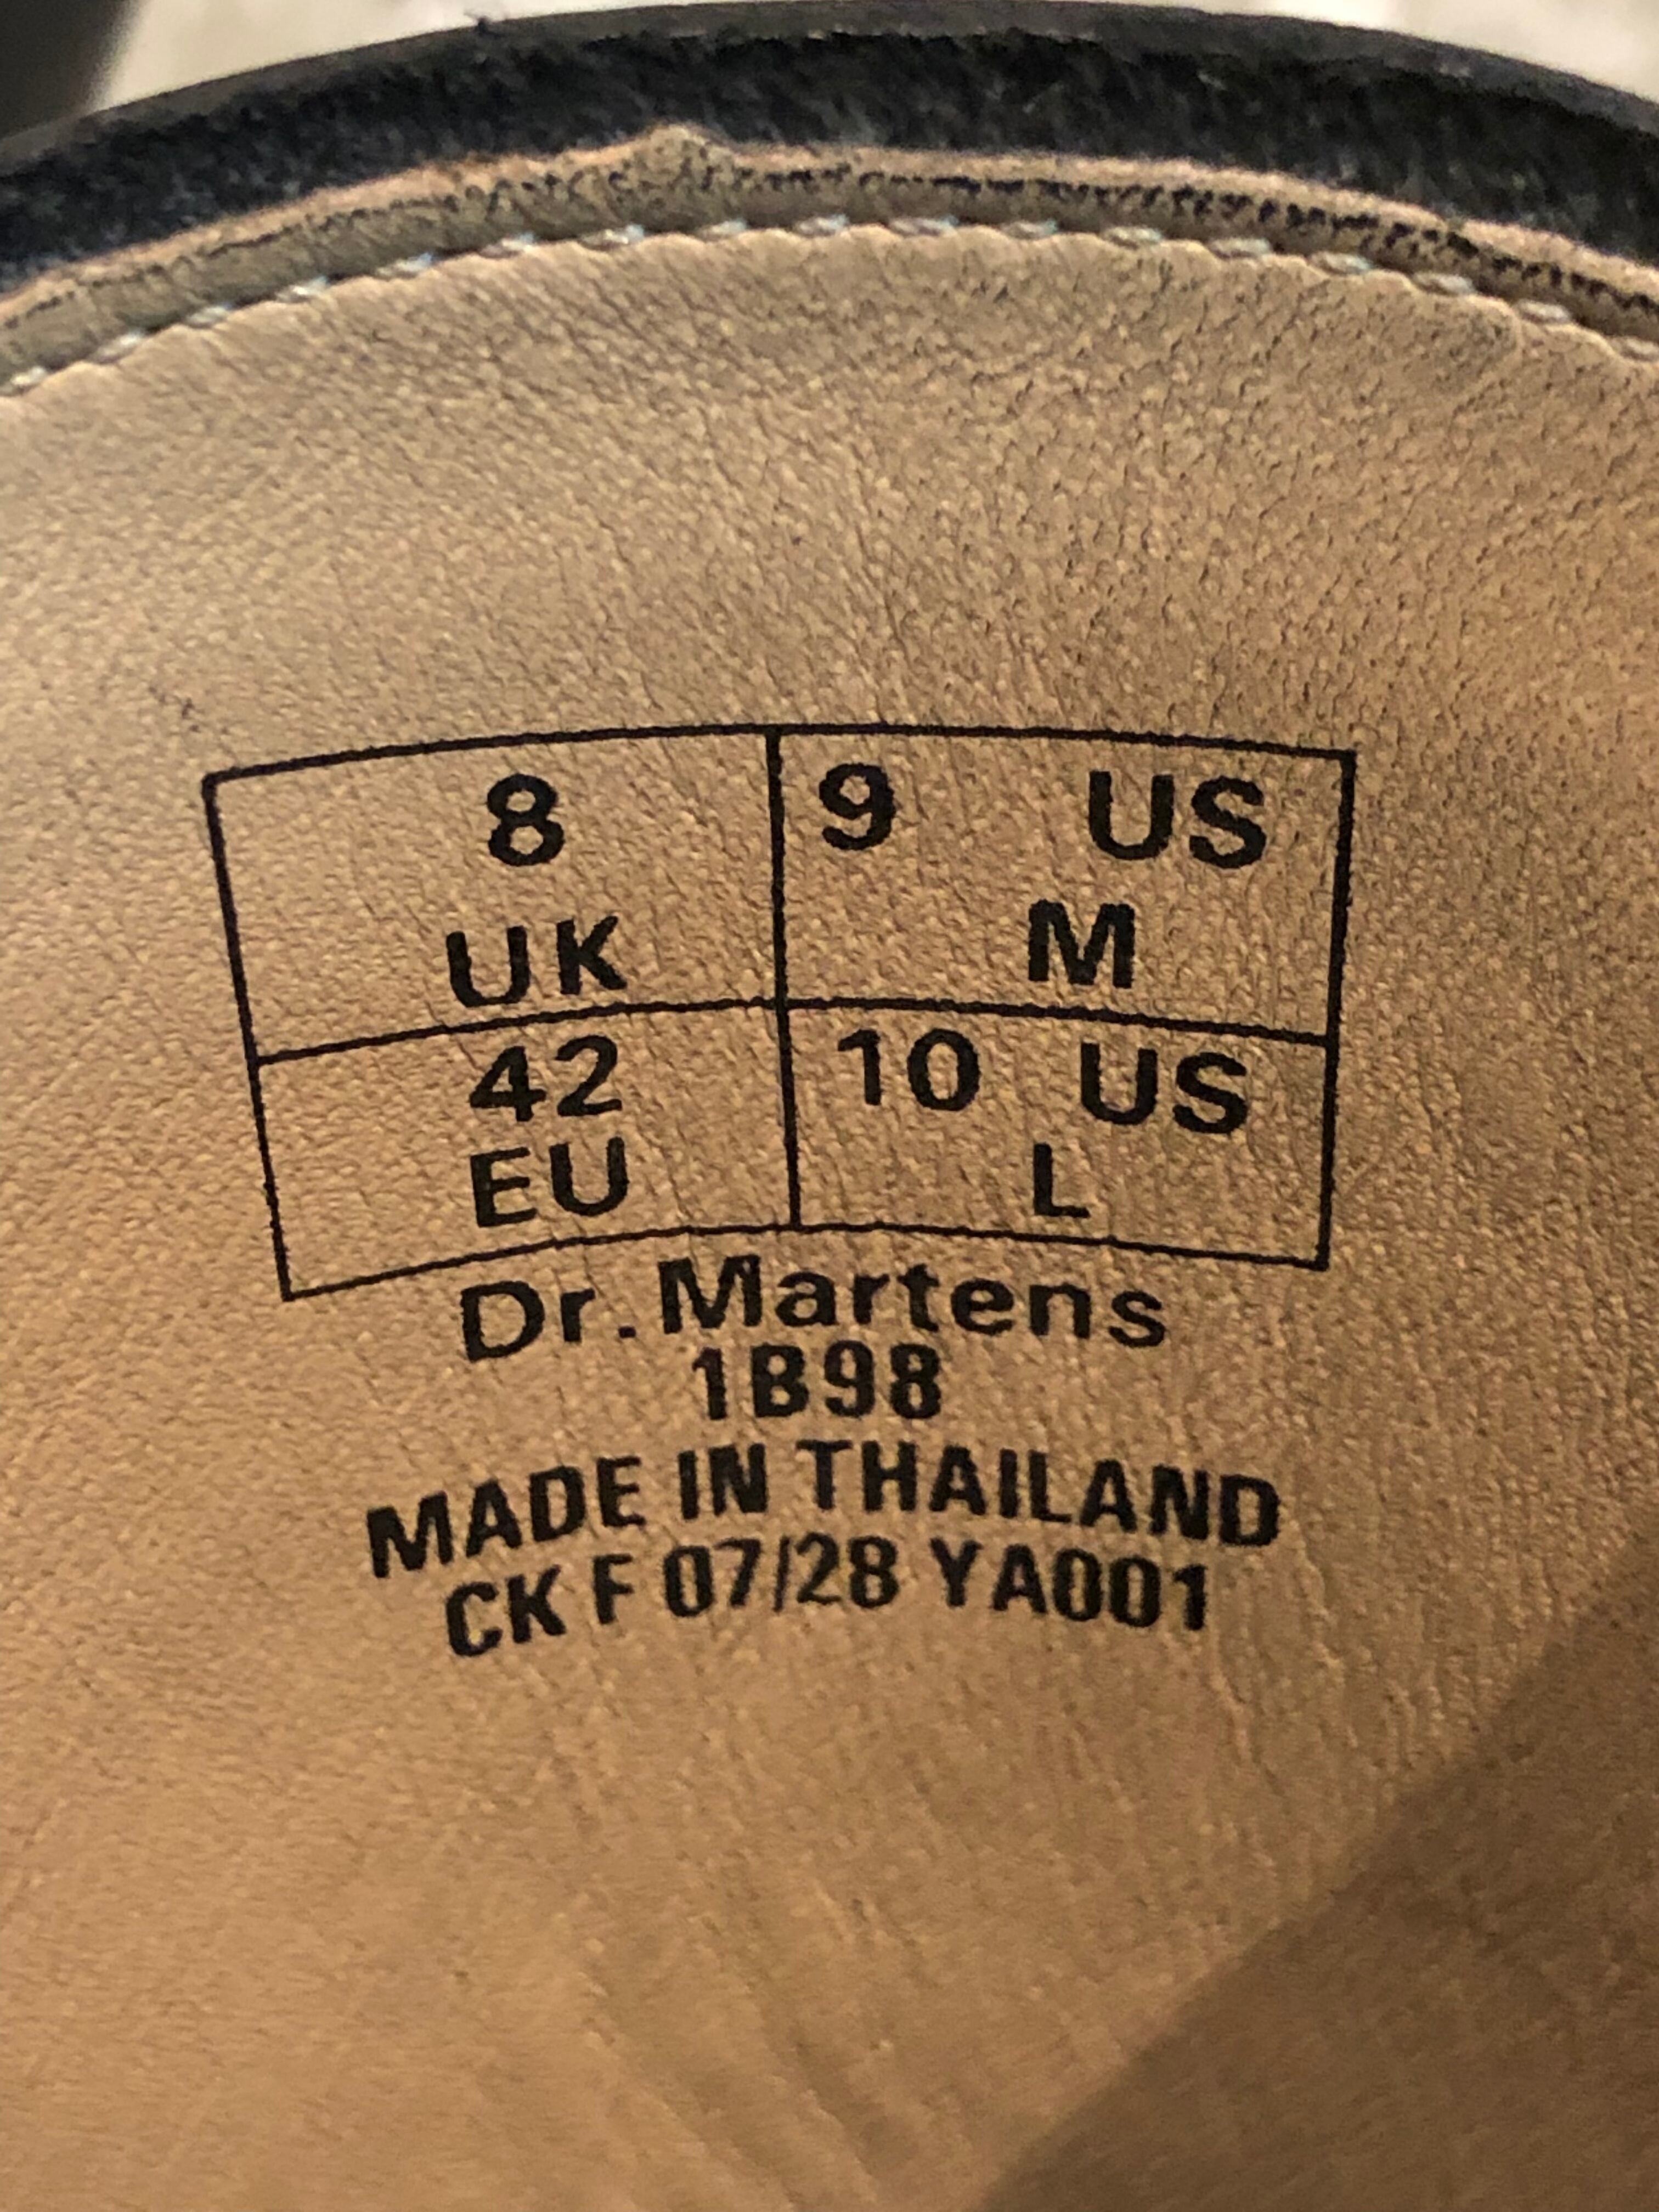 8 UK
9 US M
42 EU
10 US L
Dr. Martens
1B98
MADE IN THAILAND
CK F 07/28 YA001